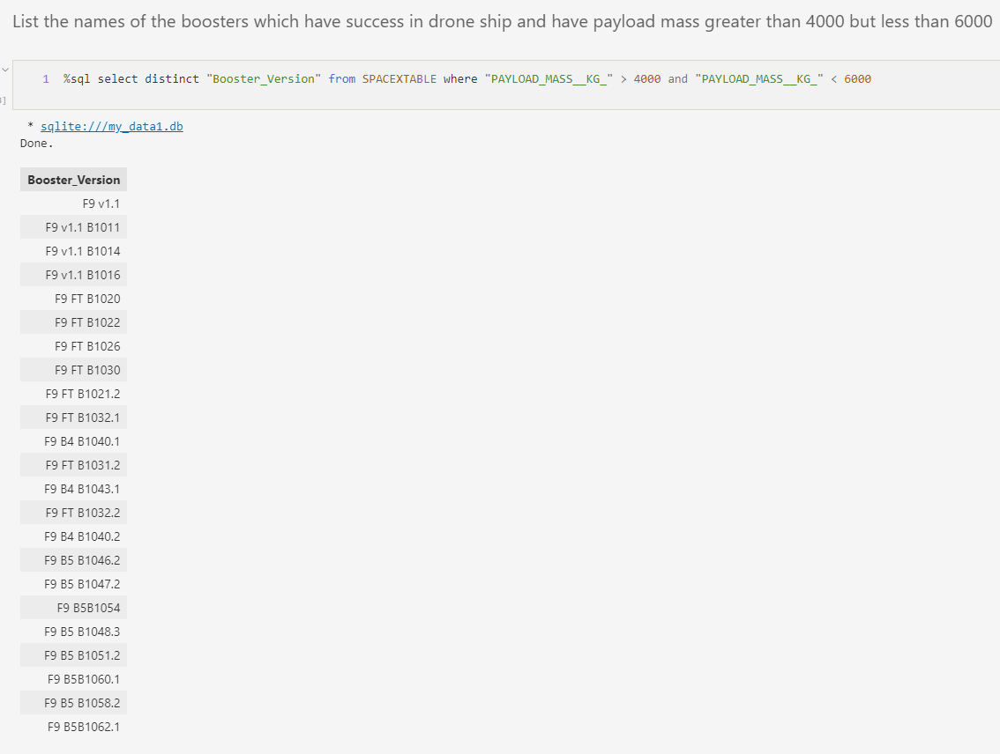 List the names of the boosters which have success in drone ship and have payload mass greater than 4000 but less than 6000
1 %sql select distinct "Booster_Version" from SPACEXTABLE where "PAYLOAD_MASS__KG_" > 4000 and "PAYLOAD_MASS__KG_" < 6000
]
* sqlite:///my_data1.db
Done.
Booster_Version
F9 v1.1
F9 v1.1 B1011
F9 v1.1 B1014
F9 v1.1 B1016
F9 FT B1020
F9 FT B1022
F9 FT B1026
F9 FT B1030
F9 FT B1021.2
F9 FT B1032.1
F9 B4 B1040.1
F9 FT B1031.2
F9 B4 B1043.1
F9 FT B1032.2
F9 B4 B1040.2
F9 B5 B1046.2
F9 B5 B1047.2
F9 B5B1054
F9 B5 B1048.3
F9 B5 B1051.2
F9 B5B1060.1
F9 B5 B1058.2
F9 B5B1062.1